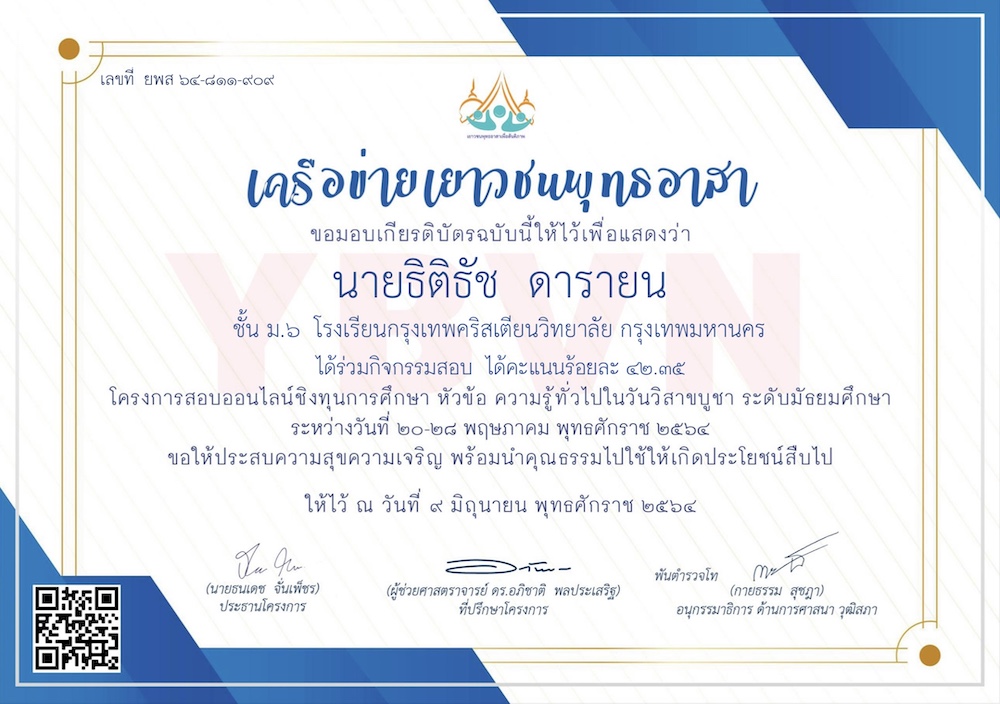 เลขที่ ยพส ๖๔-๘๑๑-๙๐๙
เยาวชนพุทธอาสาเพื่อสันติภาพ
เครือข่ายเยาวชนพุทธอาสา
ขอมอบเกียรติบัตรฉบับนี้ให้ไว้เพื่อแสดงว่า
YBVN
นายธิติธัช ดารายน
ชั้น ม.๖ โรงเรียนกรุงเทพคริสเตียนวิทยาลัย กรุงเทพมหานคร
ได้ร่วมกิจกรรมสอบ ได้คะแนนร้อยละ ๔๒.๓๕
โครงการสอบออนไลน์ชิงทุนการศึกษา หัวข้อ ความรู้ทั่วไปในวันวิสาขบูชา ระดับมัธยมศึกษา
ระหว่างวันที่ ๒๐-๒๘ พฤษภาคม พุทธศักราช ๒๕๖๔
ขอให้ประสบความสุขความเจริญ พร้อมนำคุณธรรมไปใช้ให้เกิดประโยชน์สืบไป
ให้ไว้ ณ วันที่ ๙ มิถุนายน พุทธศักราช ๒๕๖๔
พันตำรวจโท
(นายธนเดช จั่นเพ็ชร) (ผู้ช่วยศาสตราจารย์ ดร.อภิชาติ พลประเสริฐ) (กายธรรม สุชฎา)
ประธานโครงการ ที่ปรึกษาโครงการ อนุกรรมาธิการ ด้านการศาสนา วุฒิสภา